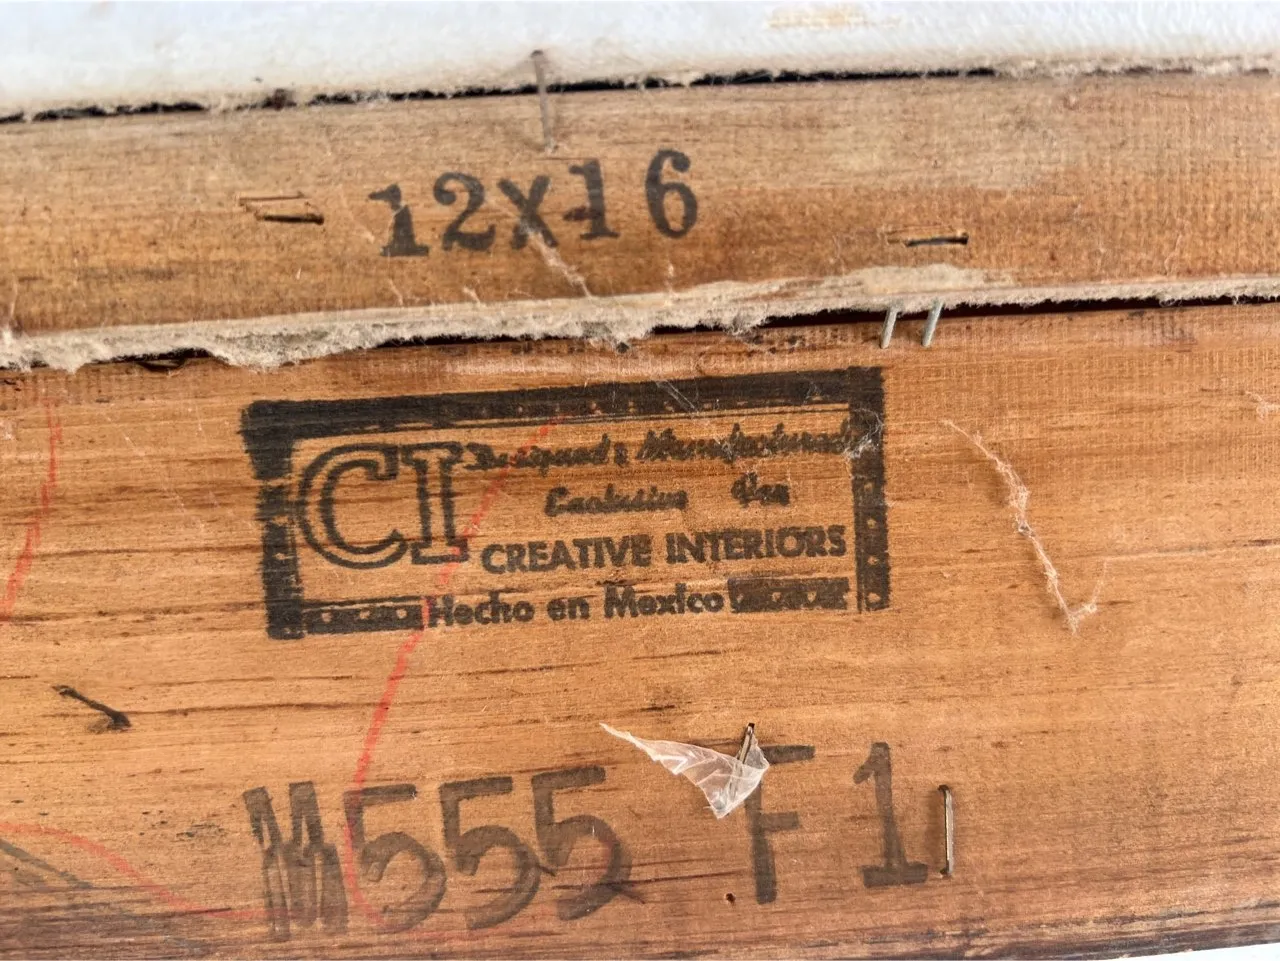 12X16
CI Designed & Manufactured
Exclusive For
CREATIVE INTERIORS
Hecho en Mexico
M555 F1